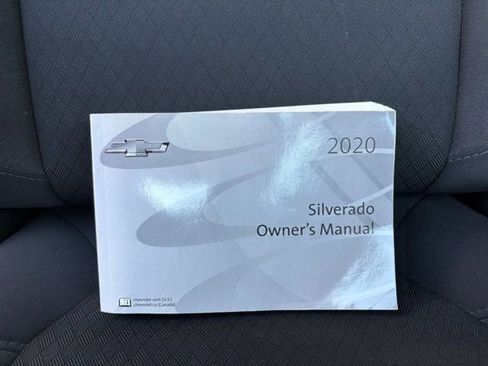 2020
Silverado
Owner's Manual
chevrolet.com (U.S.)
chevrolet.ca (Canada)